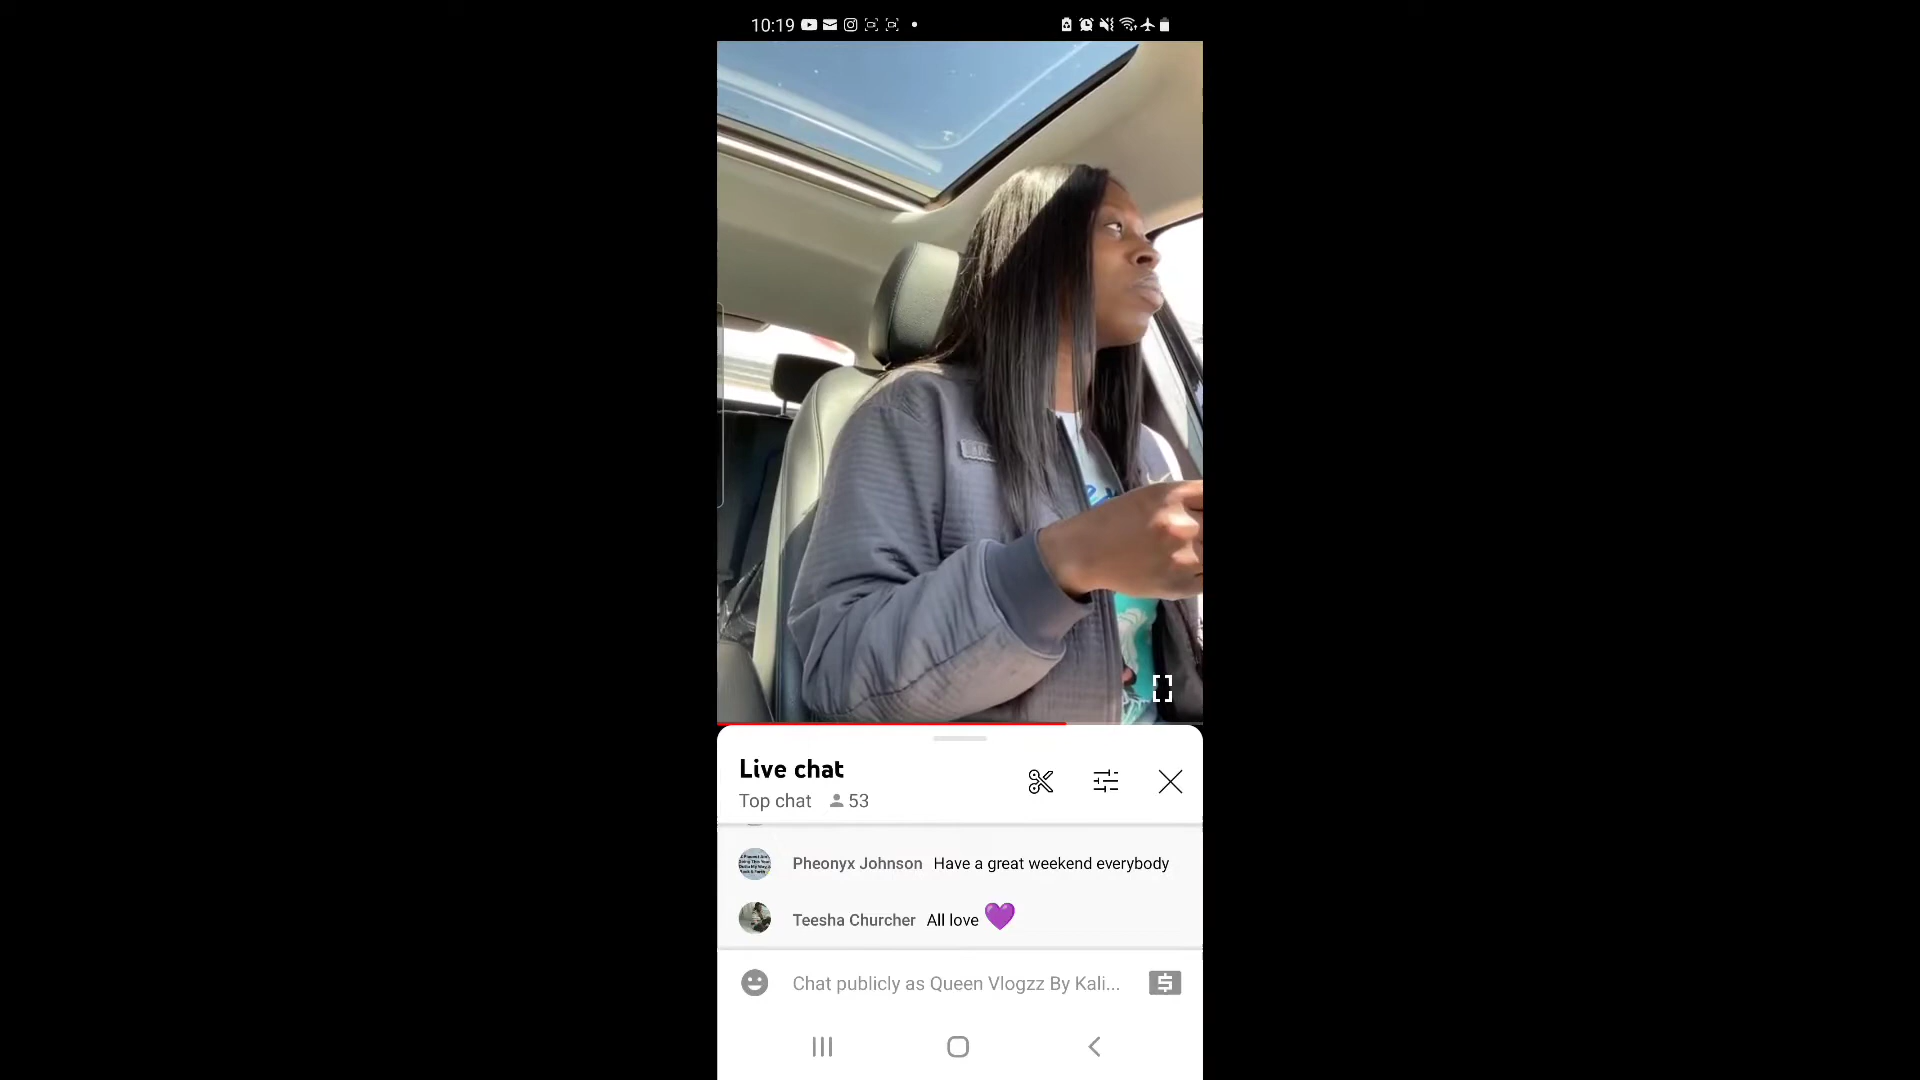 10:19
Live chat
Top chat 53
Pheonyx Johnson Have a great weekend everybody
Teesha Churcher All love 💜
Chat publicly as Queen Vlogzz By Kali...